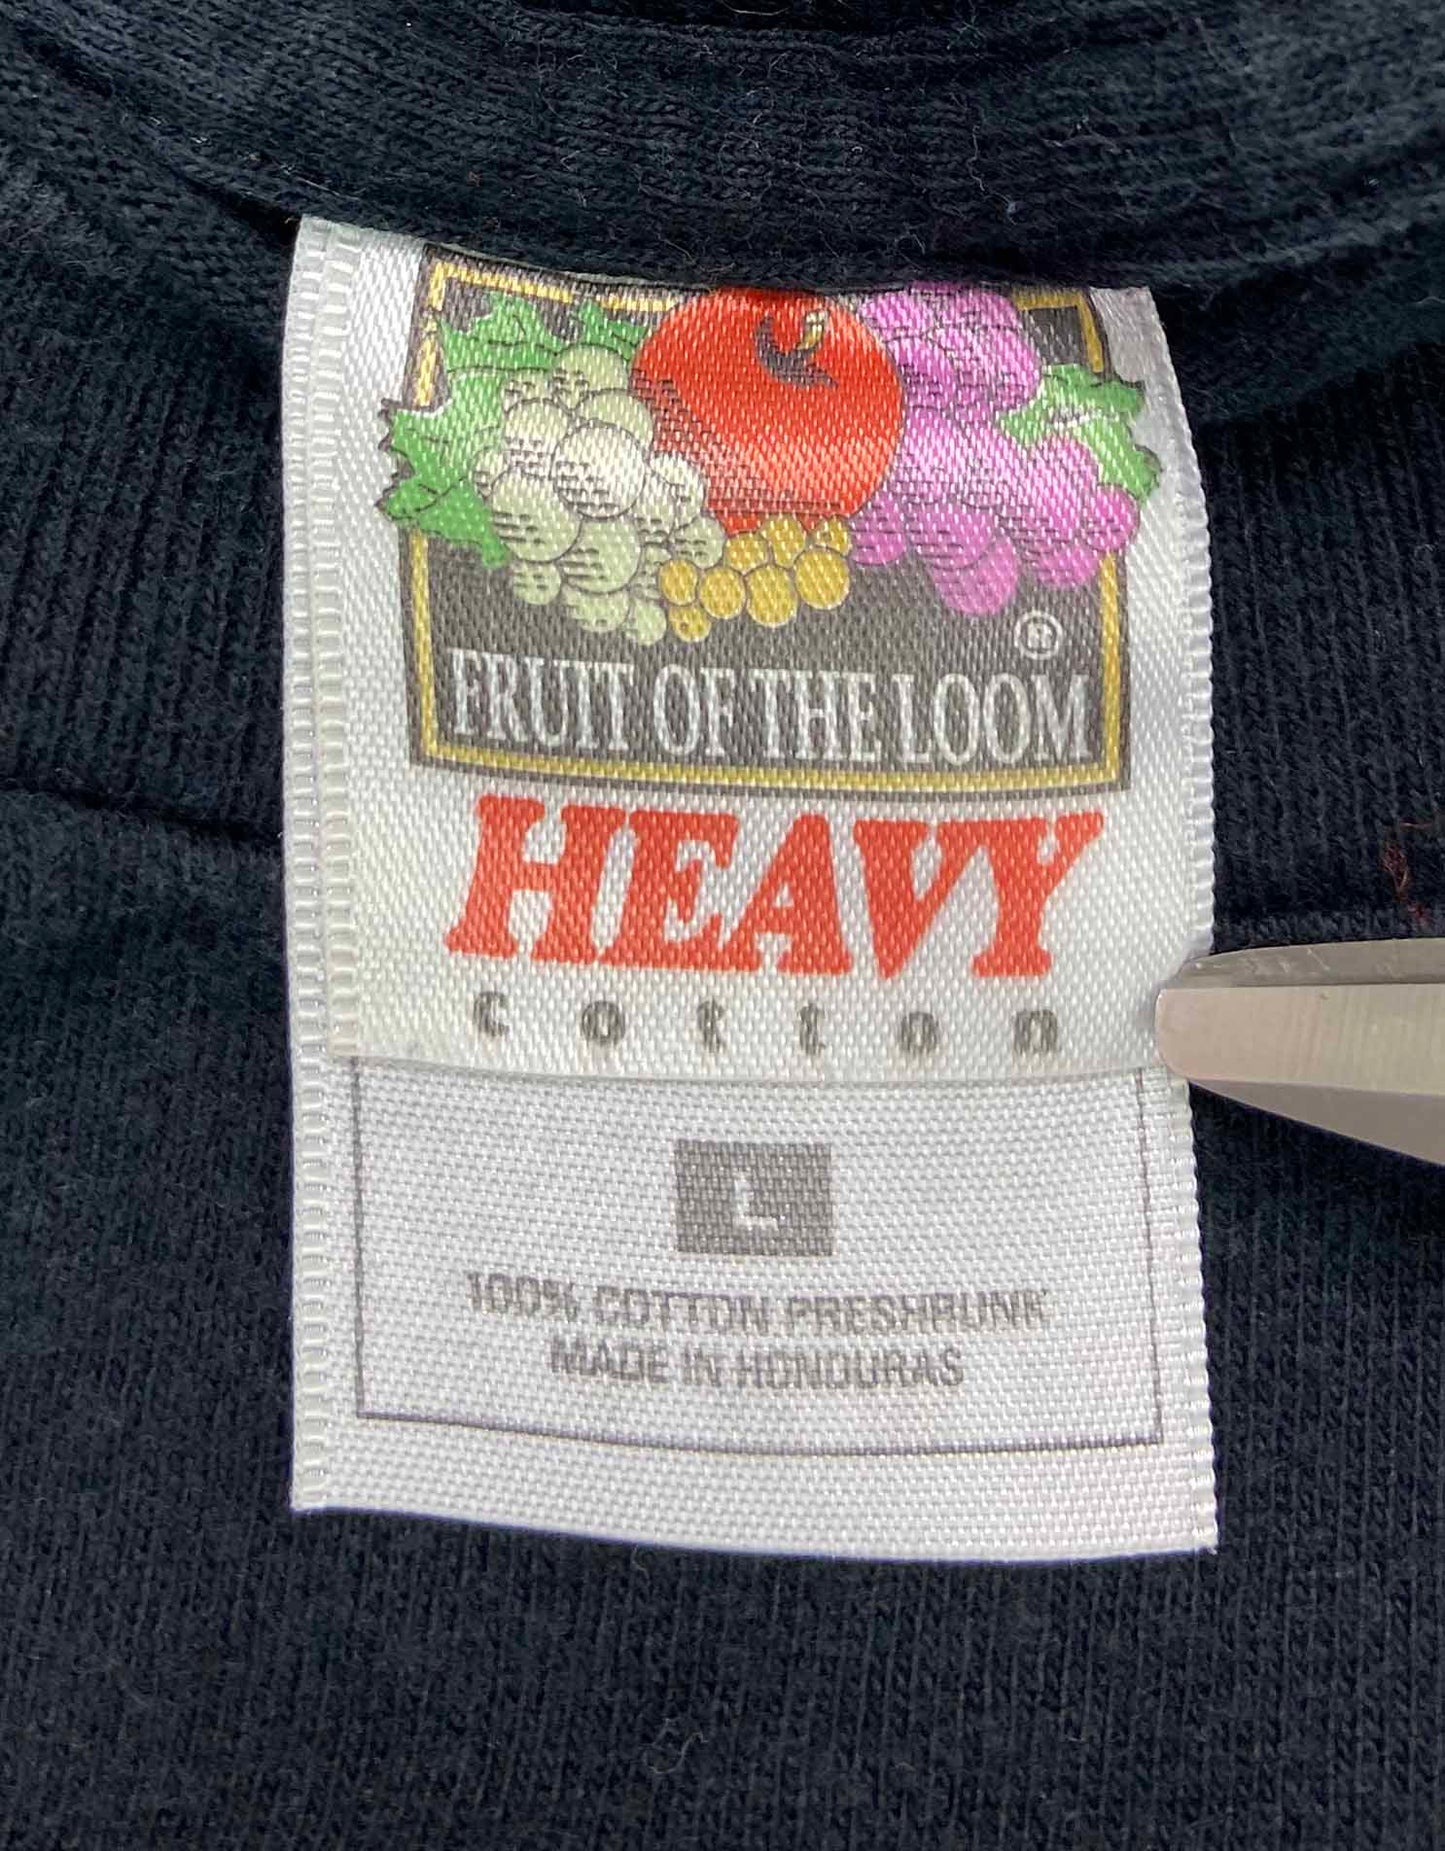 ®
FRUIT OF THE LOOM
HEAVY
cotton
L
100% COTTON PRESHRUNK
MADE IN HONDURAS